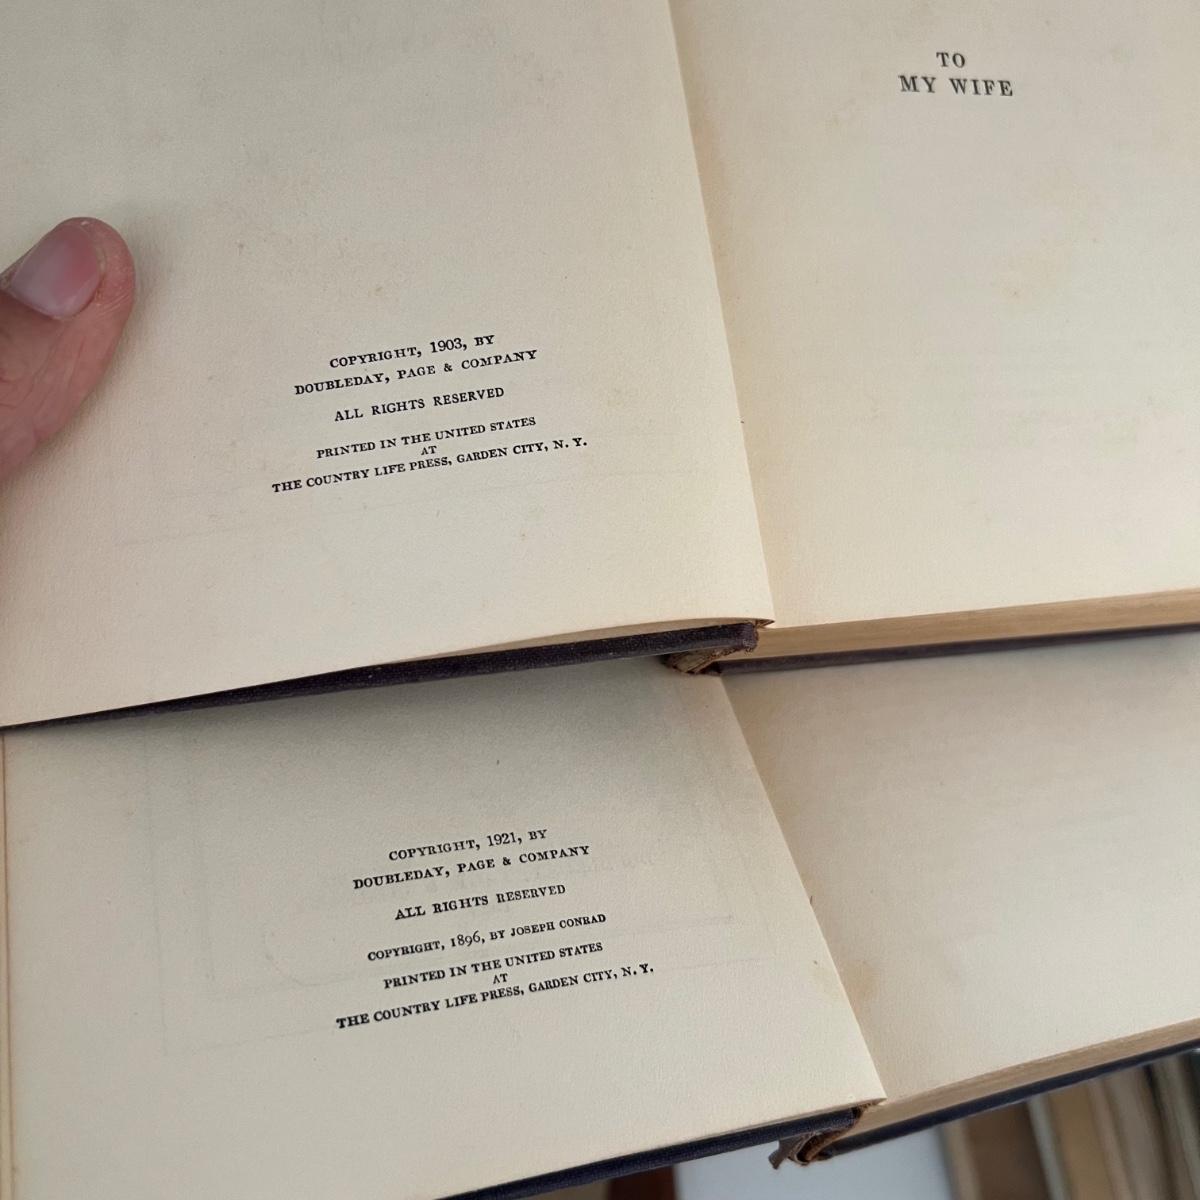 TO
MY WIFE
COPYRIGHT, 1903, BY
DOUBLEDAY, PAGE & COMPANY
ALL RIGHTS RESERVED
PRINTED IN THE UNITED STATES
AT
THE COUNTRY LIFE PRESS, GARDEN CITY, N. Y.
COPYRIGHT, 1921, BY
DOUBLEDAY, PAGE & COMPANY
ALL RIGHTS RESERVED
COPYRIGHT, 1896, BY JOSEPH CONRAD
PRINTED IN THE UNITED STATES
AT
THE COUNTRY LIFE PRESS, GARDEN CITY, N. Y.